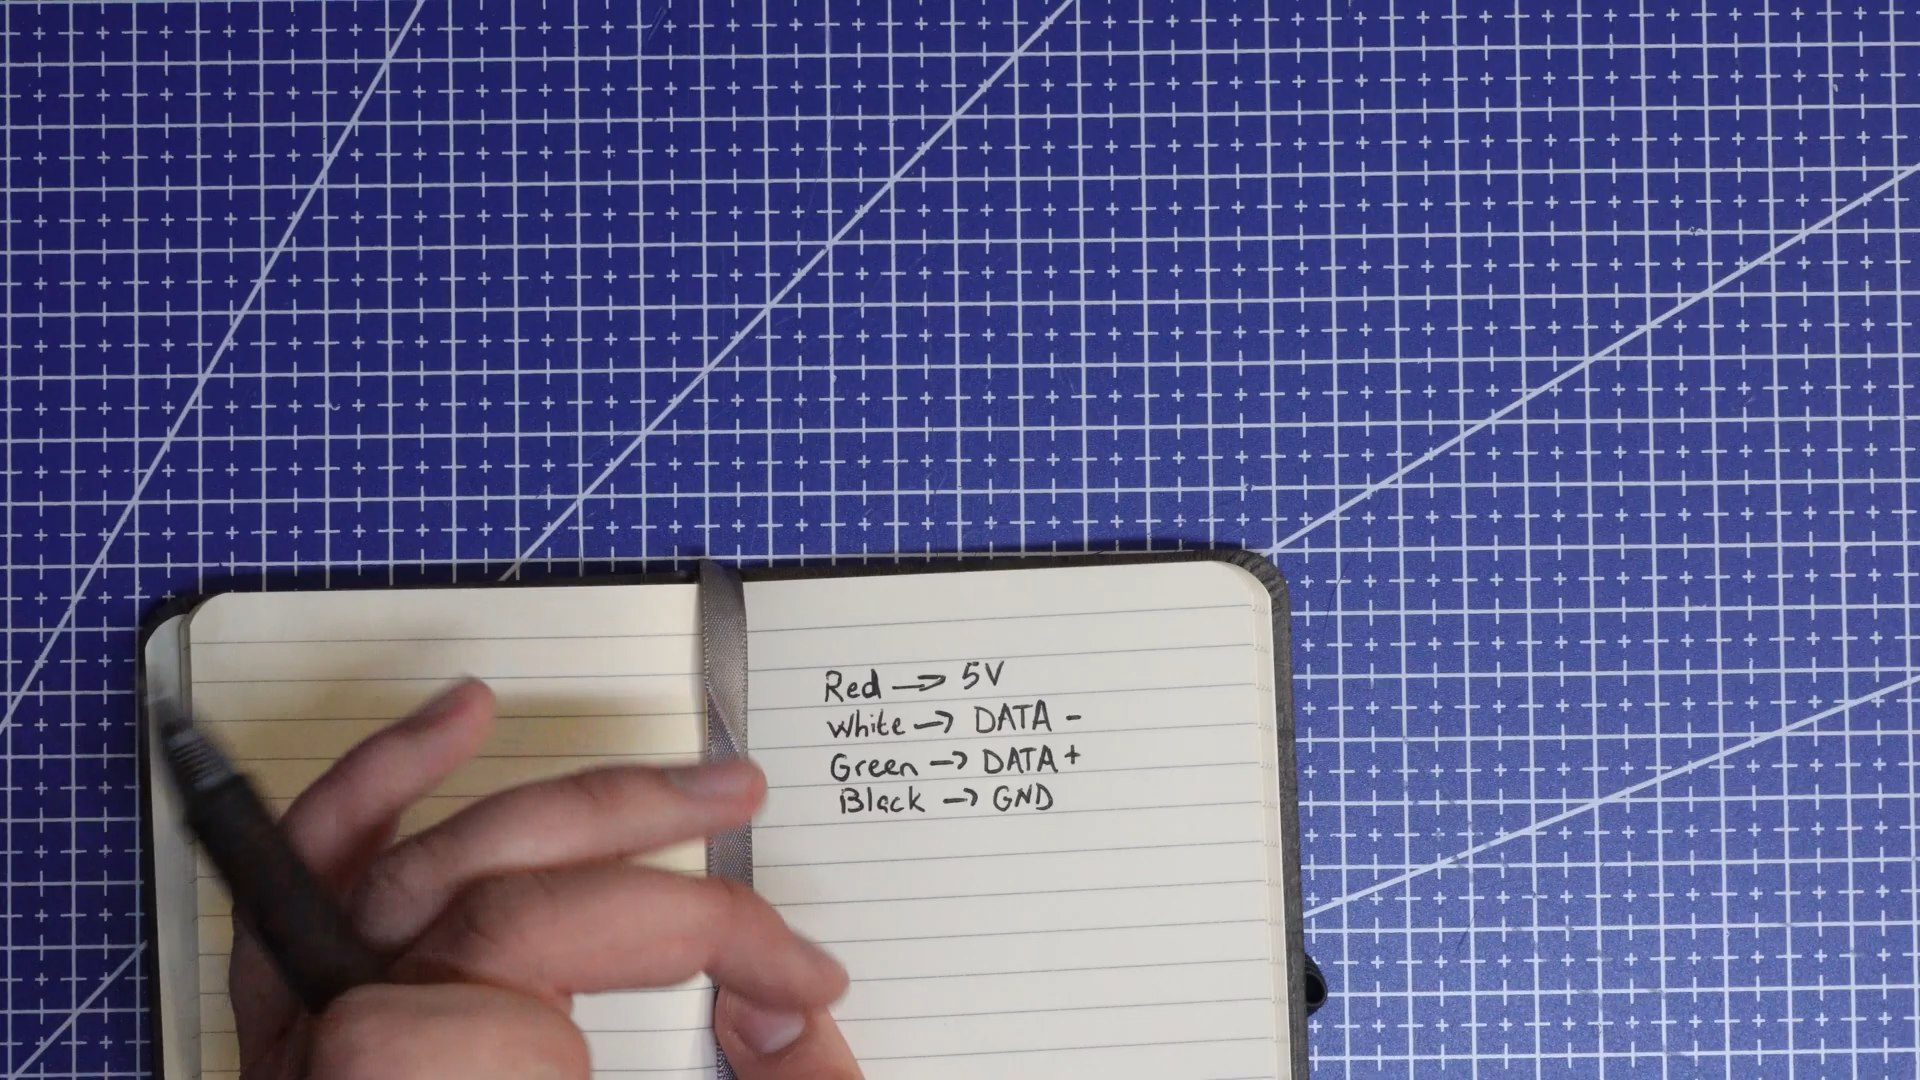 Red → 5V
White → DATA -
Green → DATA+
Black → GND